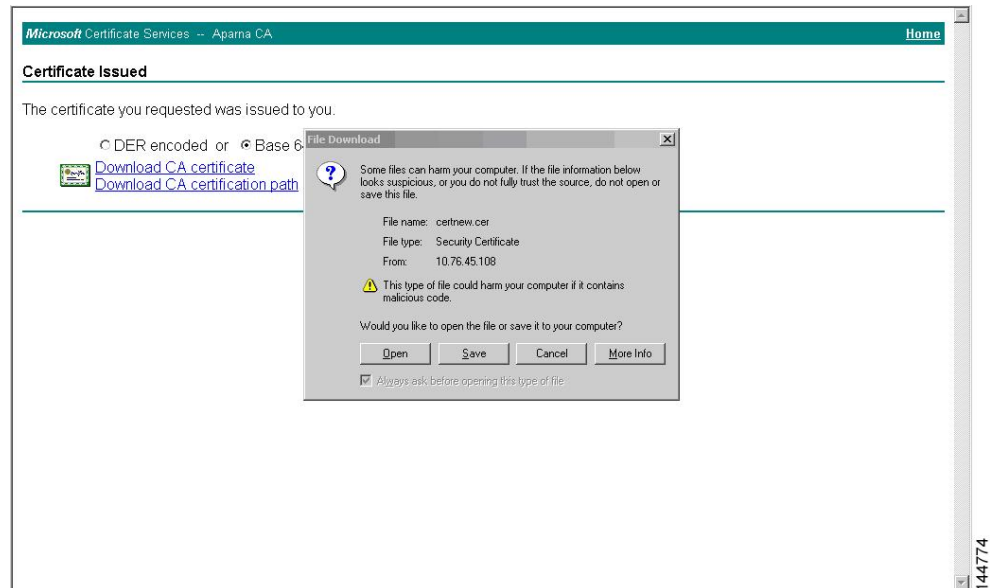 Microsoft Certificate Services -- Aparna CA
Home
Certificate Issued
The certificate you requested was issued to you.
DER encoded or Base 6
Download CA certificate
Download CA certification path
File Download
Some files can harm your computer. If the file information below
looks suspicious, or you do not fully trust the source, do not open or
save this file.
File name: certnew.cer
File type: Security Certificate
From: 10.76.45.108
This type of file could harm your computer if it contains
malicious code.
Would you like to open the file or save it to your computer?
Open
Save
Cancel
More Info
Always ask before opening this type of file
144774